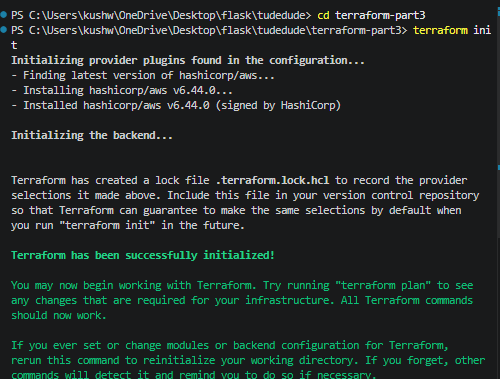 PS C:\Users\kushw\OneDrive\Desktop\flask\tudedude> cd terraform-part3
PS C:\Users\kushw\OneDrive\Desktop\flask\tudedude\terraform-part3> terraform ini
t
Initializing provider plugins found in the configuration...
- Finding latest version of hashicorp/aws...
- Installing hashicorp/aws v6.44.0...
- Installed hashicorp/aws v6.44.0 (signed by HashiCorp)
Initializing the backend...
Terraform has created a lock file .terraform.lock.hcl to record the provider
selections it made above. Include this file in your version control repository
so that Terraform can guarantee to make the same selections by default when
you run "terraform init" in the future.
Terraform has been successfully initialized!
You may now begin working with Terraform. Try running "terraform plan" to see
any changes that are required for your infrastructure. All Terraform commands
should now work.
If you ever set or change modules or backend configuration for Terraform,
rerun this command to reinitialize your working directory. If you forget, other
commands will detect it and remind you to do so if necessary.